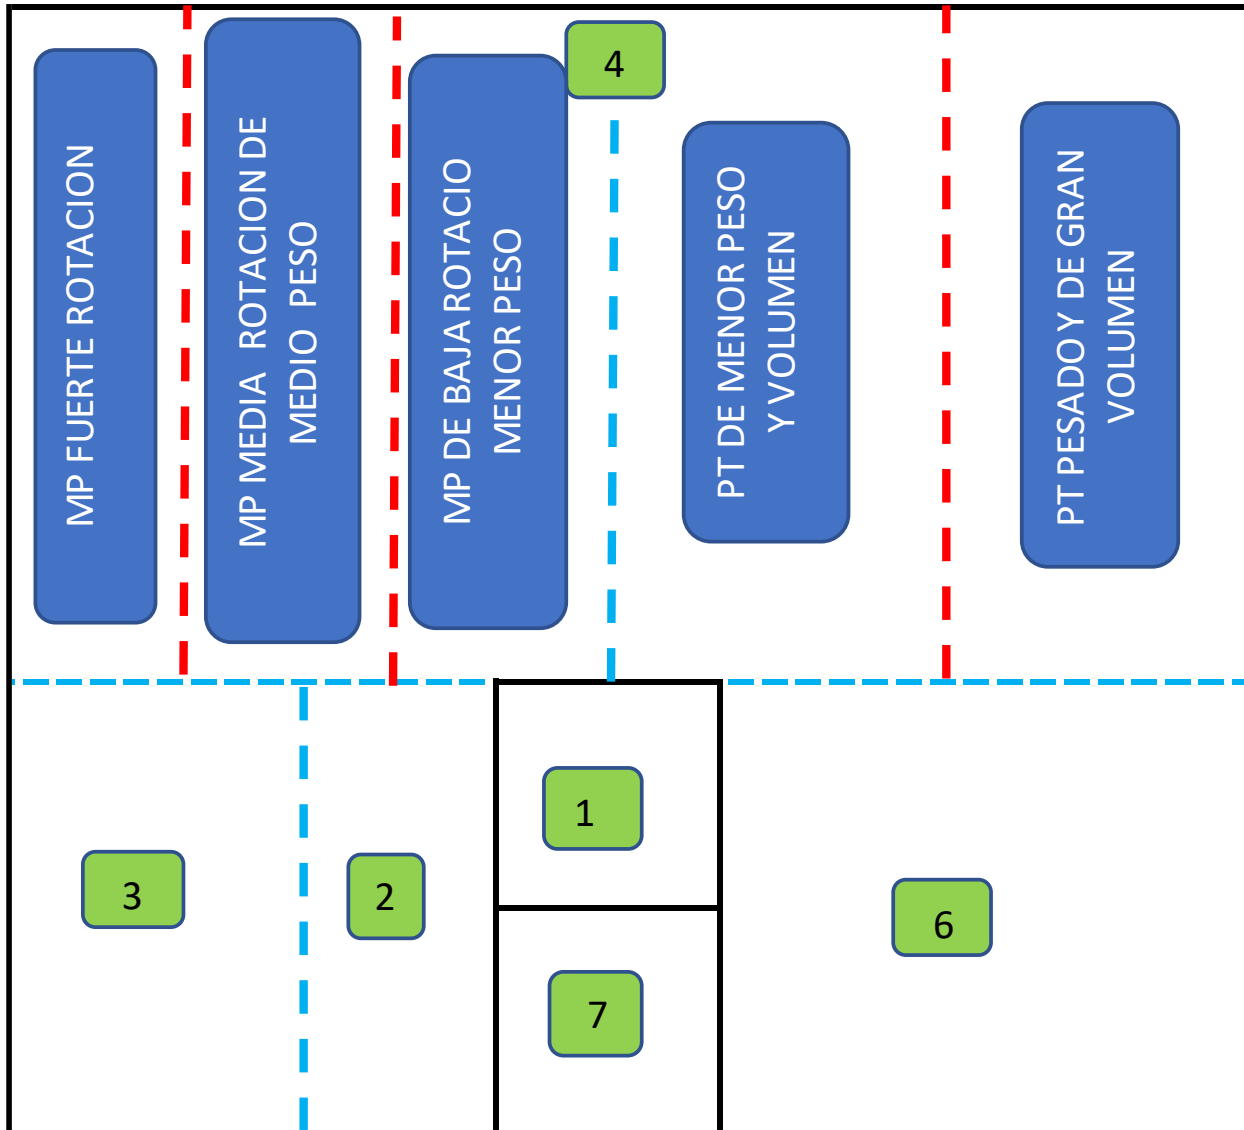 MP FUERTE ROTACION
MP MEDIA ROTACION DE
MEDIO PESO
MP DE BAJA ROTACIO
MENOR PESO
4
PT DE MENOR PESO
Y VOLUMEN
PT PESADO Y DE GRAN
VOLUMEN
3
2
1
7
6